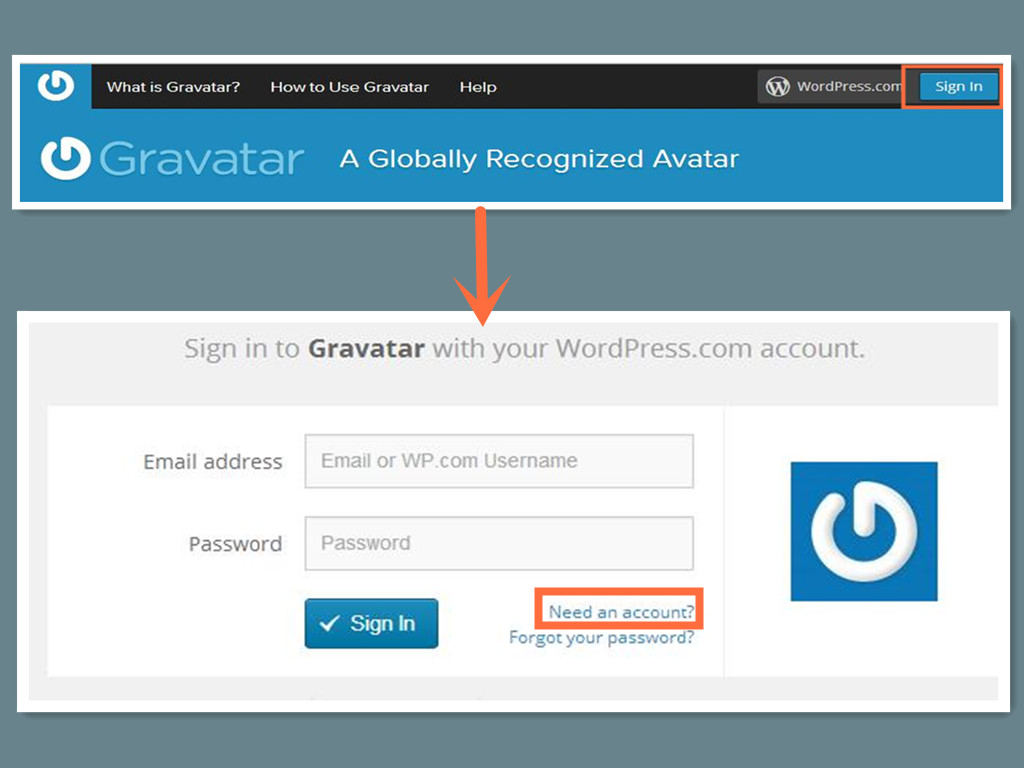 What is Gravatar? How to Use Gravatar Help WordPress.com Sign In
Gravatar A Globally Recognized Avatar
Sign in to Gravatar with your WordPress.com account.
Email address Email or WP.com Username
Password Password
Sign In
Need an account?
Forgot your password?